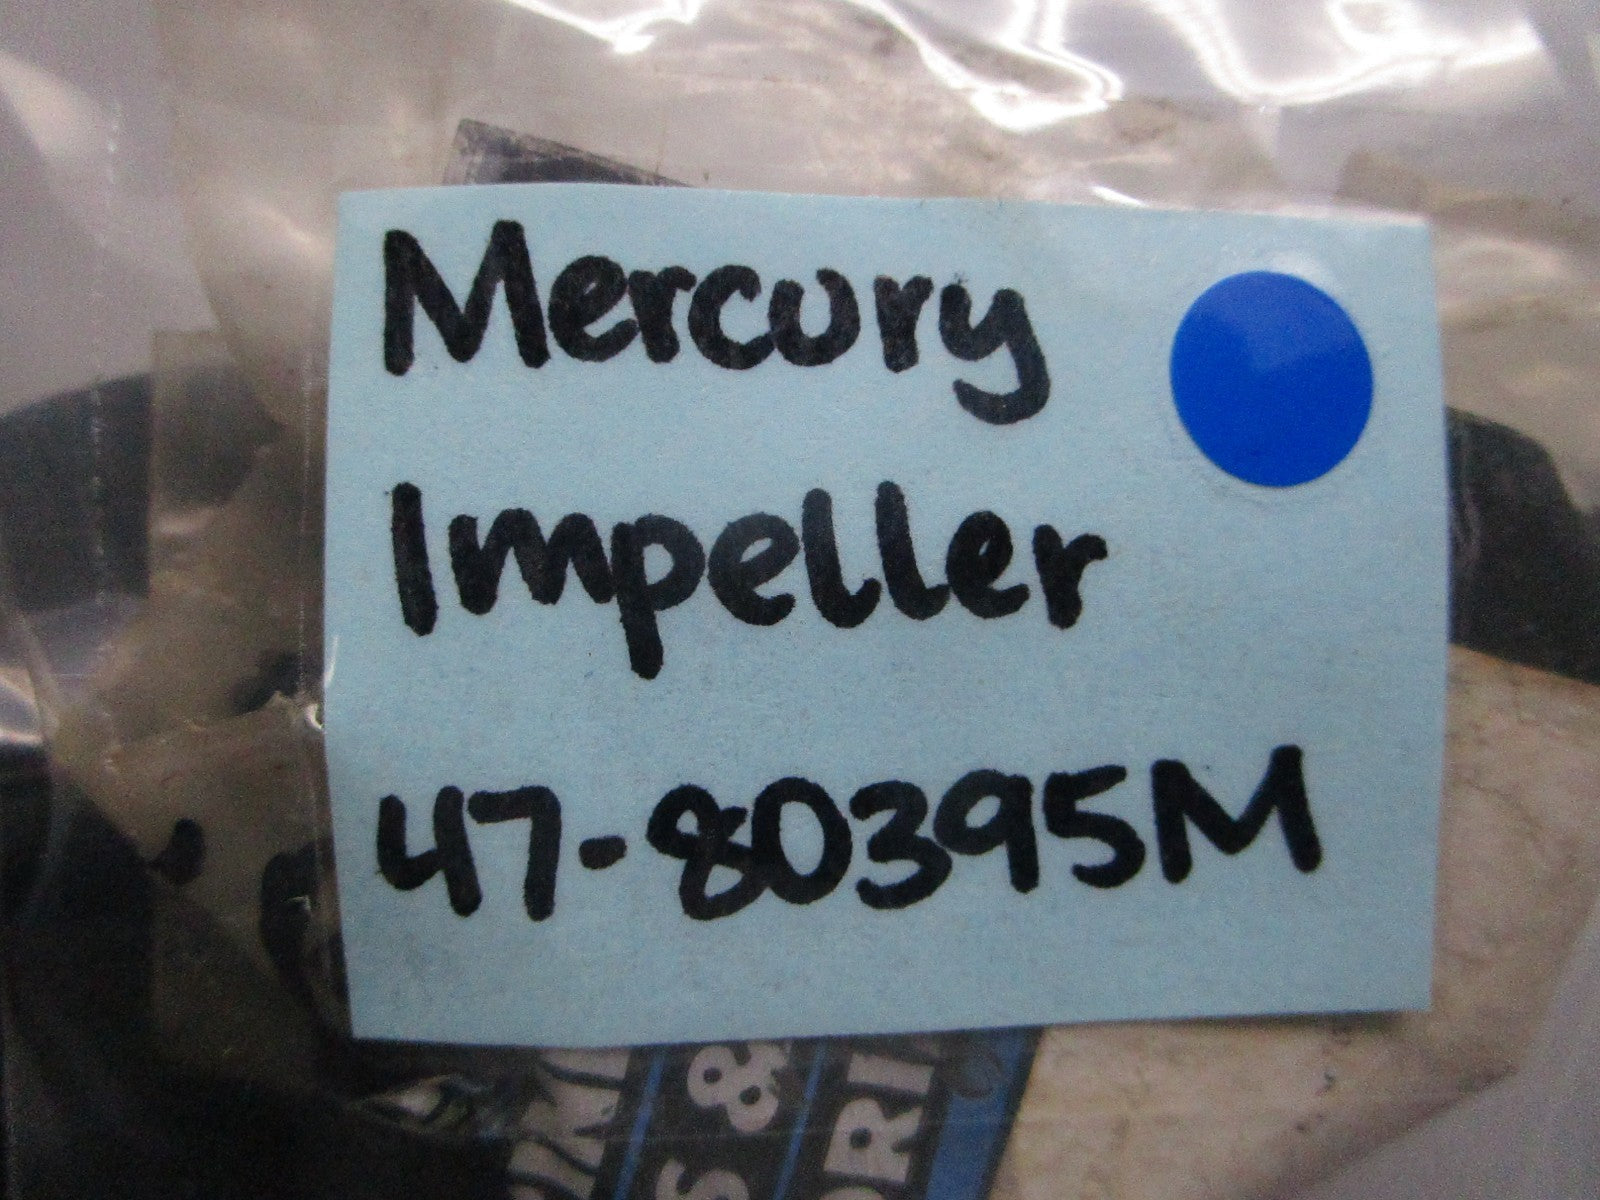 Mercury
Impeller
47-80395M
S &